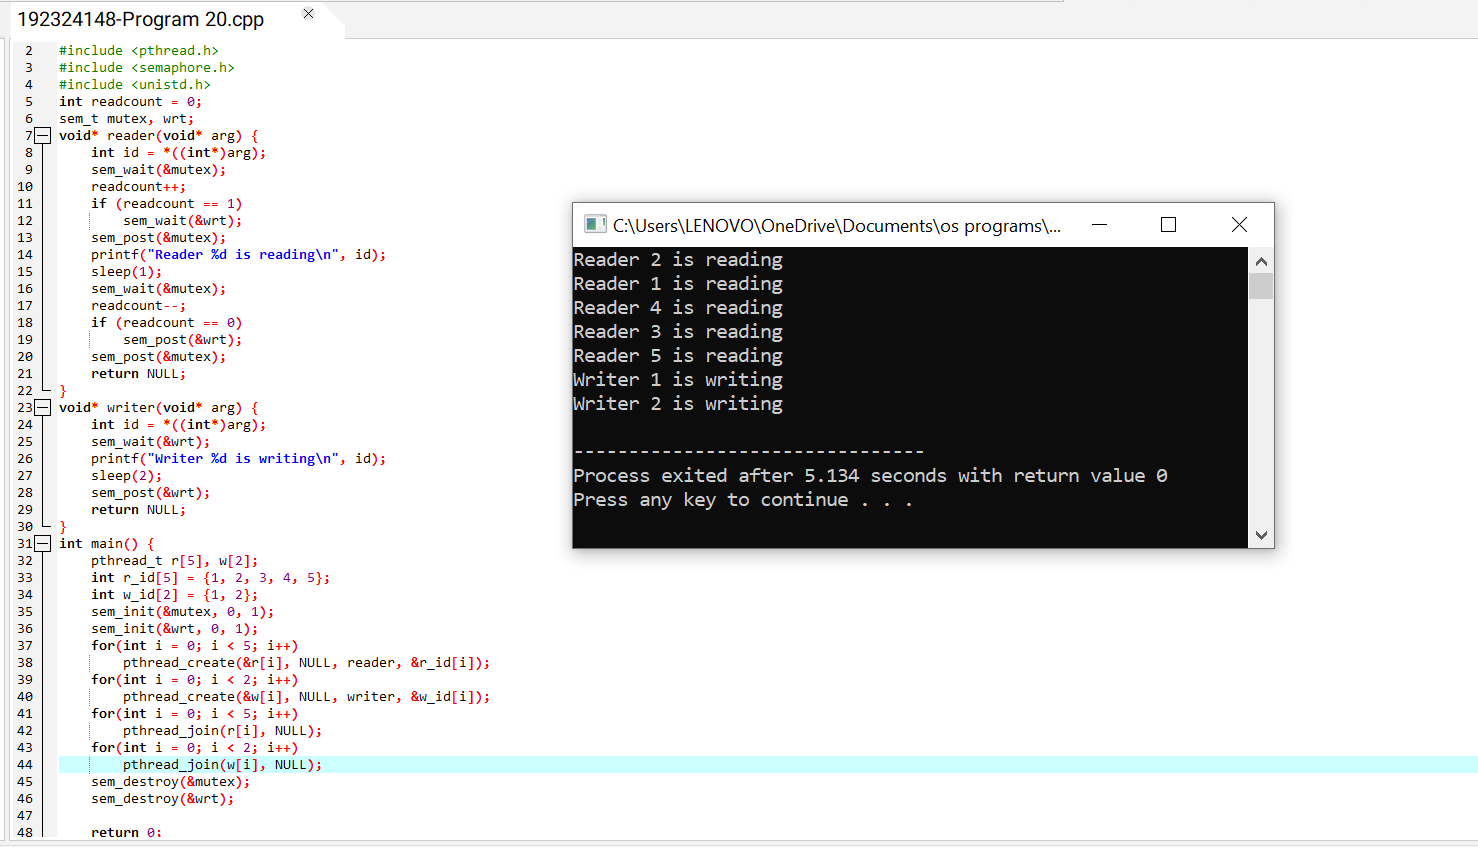 192324148-Program 20.cpp
2 #include <pthread.h>
3 #include <semaphore.h>
4 #include <unistd.h>
5 int readcount = 0;
6 sem_t mutex, wrt;
7 void* reader(void* arg) {
8 int id = *((int*)arg);
9 sem_wait(&mutex);
10 readcount++;
11 if (readcount == 1)
12 sem_wait(&wrt);
13 sem_post(&mutex);
14 printf("Reader %d is reading\n", id);
15 sleep(1);
16 sem_wait(&mutex);
17 readcount--;
18 if (readcount == 0)
19 sem_post(&wrt);
20 sem_post(&mutex);
21 return NULL;
22 }
23 void* writer(void* arg) {
24 int id = *((int*)arg);
25 sem_wait(&wrt);
26 printf("Writer %d is writing\n", id);
27 sleep(2);
28 sem_post(&wrt);
29 return NULL;
30 }
31 int main() {
32 pthread_t r[5], w[2];
33 int r_id[5] = {1, 2, 3, 4, 5};
34 int w_id[2] = {1, 2};
35 sem_init(&mutex, 0, 1);
36 sem_init(&wrt, 0, 1);
37 for(int i = 0; i < 5; i++)
38 pthread_create(&r[i], NULL, reader, &r_id[i]);
39 for(int i = 0; i < 2; i++)
40 pthread_create(&w[i], NULL, writer, &w_id[i]);
41 for(int i = 0; i < 5; i++)
42 pthread_join(r[i], NULL);
43 for(int i = 0; i < 2; i++)
44 pthread_join(w[i], NULL);
45 sem_destroy(&mutex);
46 sem_destroy(&wrt);
47
48 return 0;
C:\Users\LENOVO\OneDrive\Documents\os programs\...
Reader 2 is reading
Reader 1 is reading
Reader 4 is reading
Reader 3 is reading
Reader 5 is reading
Writer 1 is writing
Writer 2 is writing
--------------------------------
Process exited after 5.134 seconds with return value 0
Press any key to continue . . .